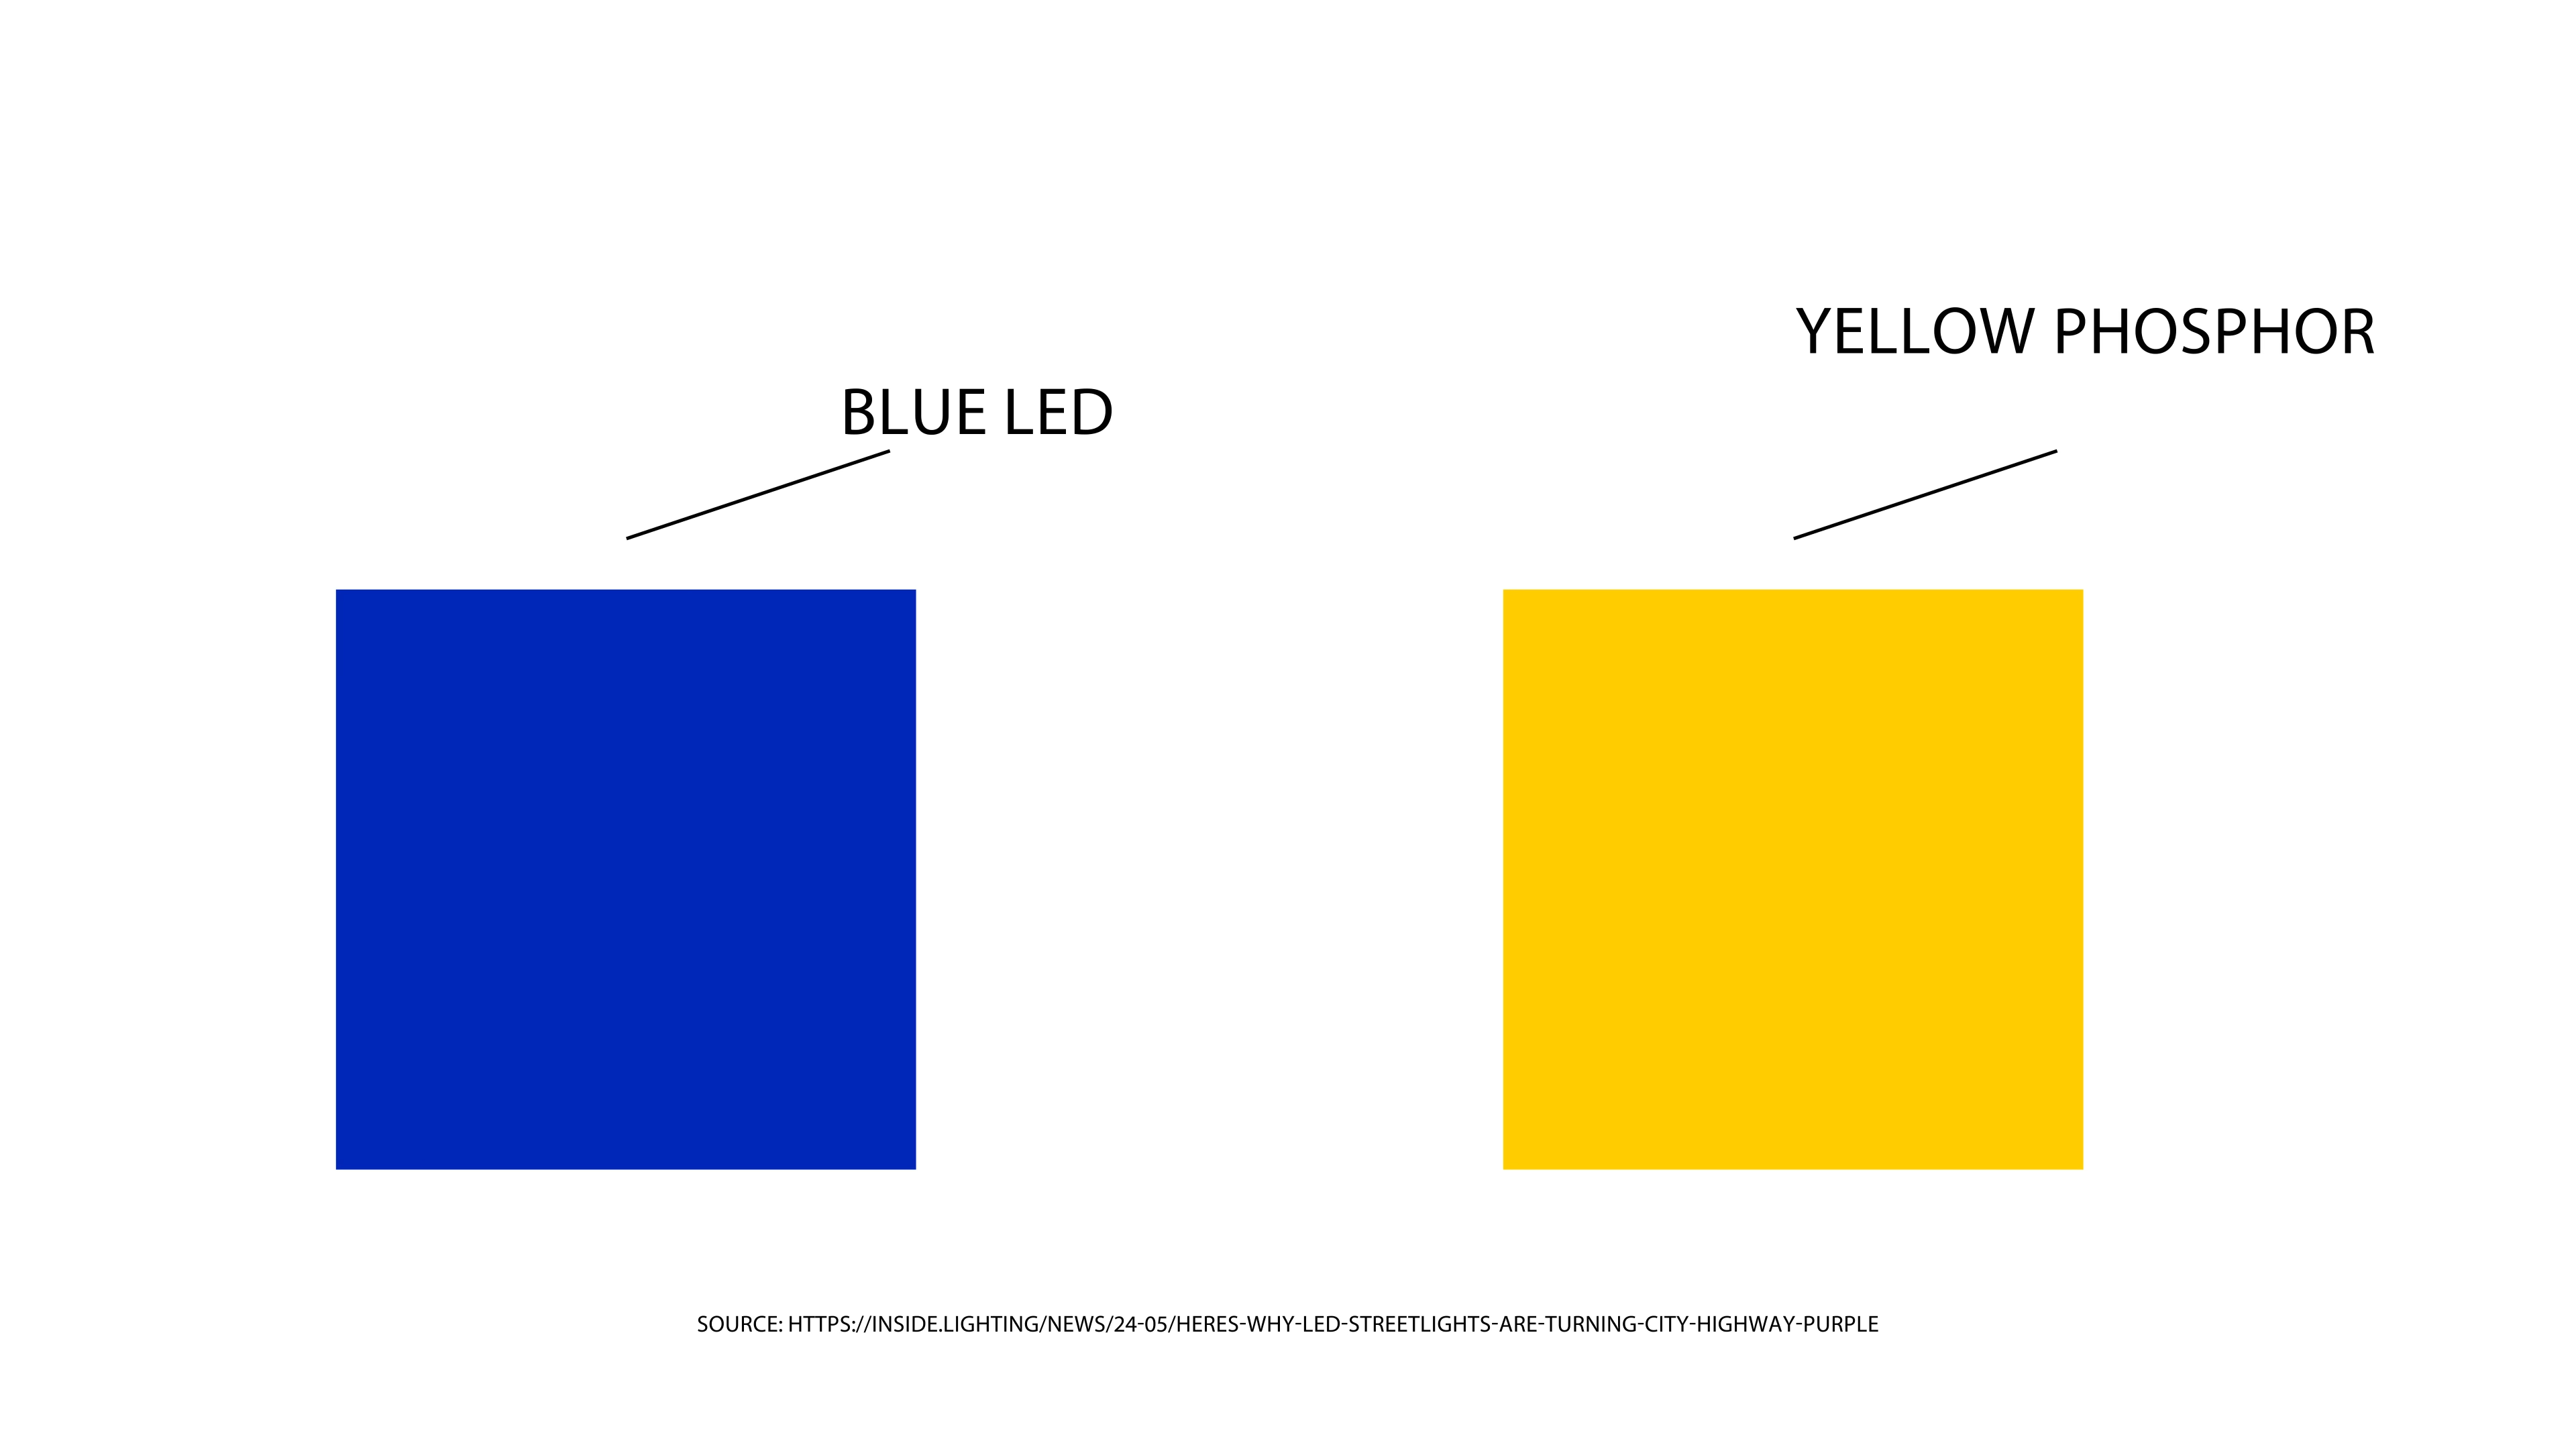 YELLOW PHOSPHOR
BLUE LED
SOURCE: HTTPS://INSIDE.LIGHTING/NEWS/24-05/HERES-WHY-LED-STREETLIGHTS-ARE-TURNING-CITY-HIGHWAY-PURPLE